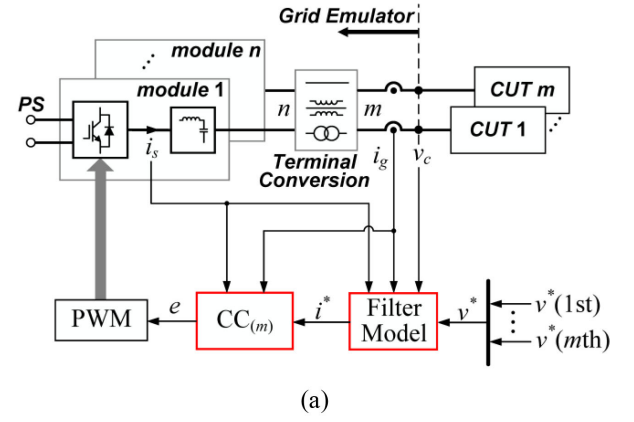 Grid Emulator
module n
module 1
PS
n
m
CUT m
CUT 1
i_s
Terminal
Conversion
i_g
v_c
PWM
e
CC(m)
i*
Filter
Model
v*
v*(1st)
v*(mth)
(a)